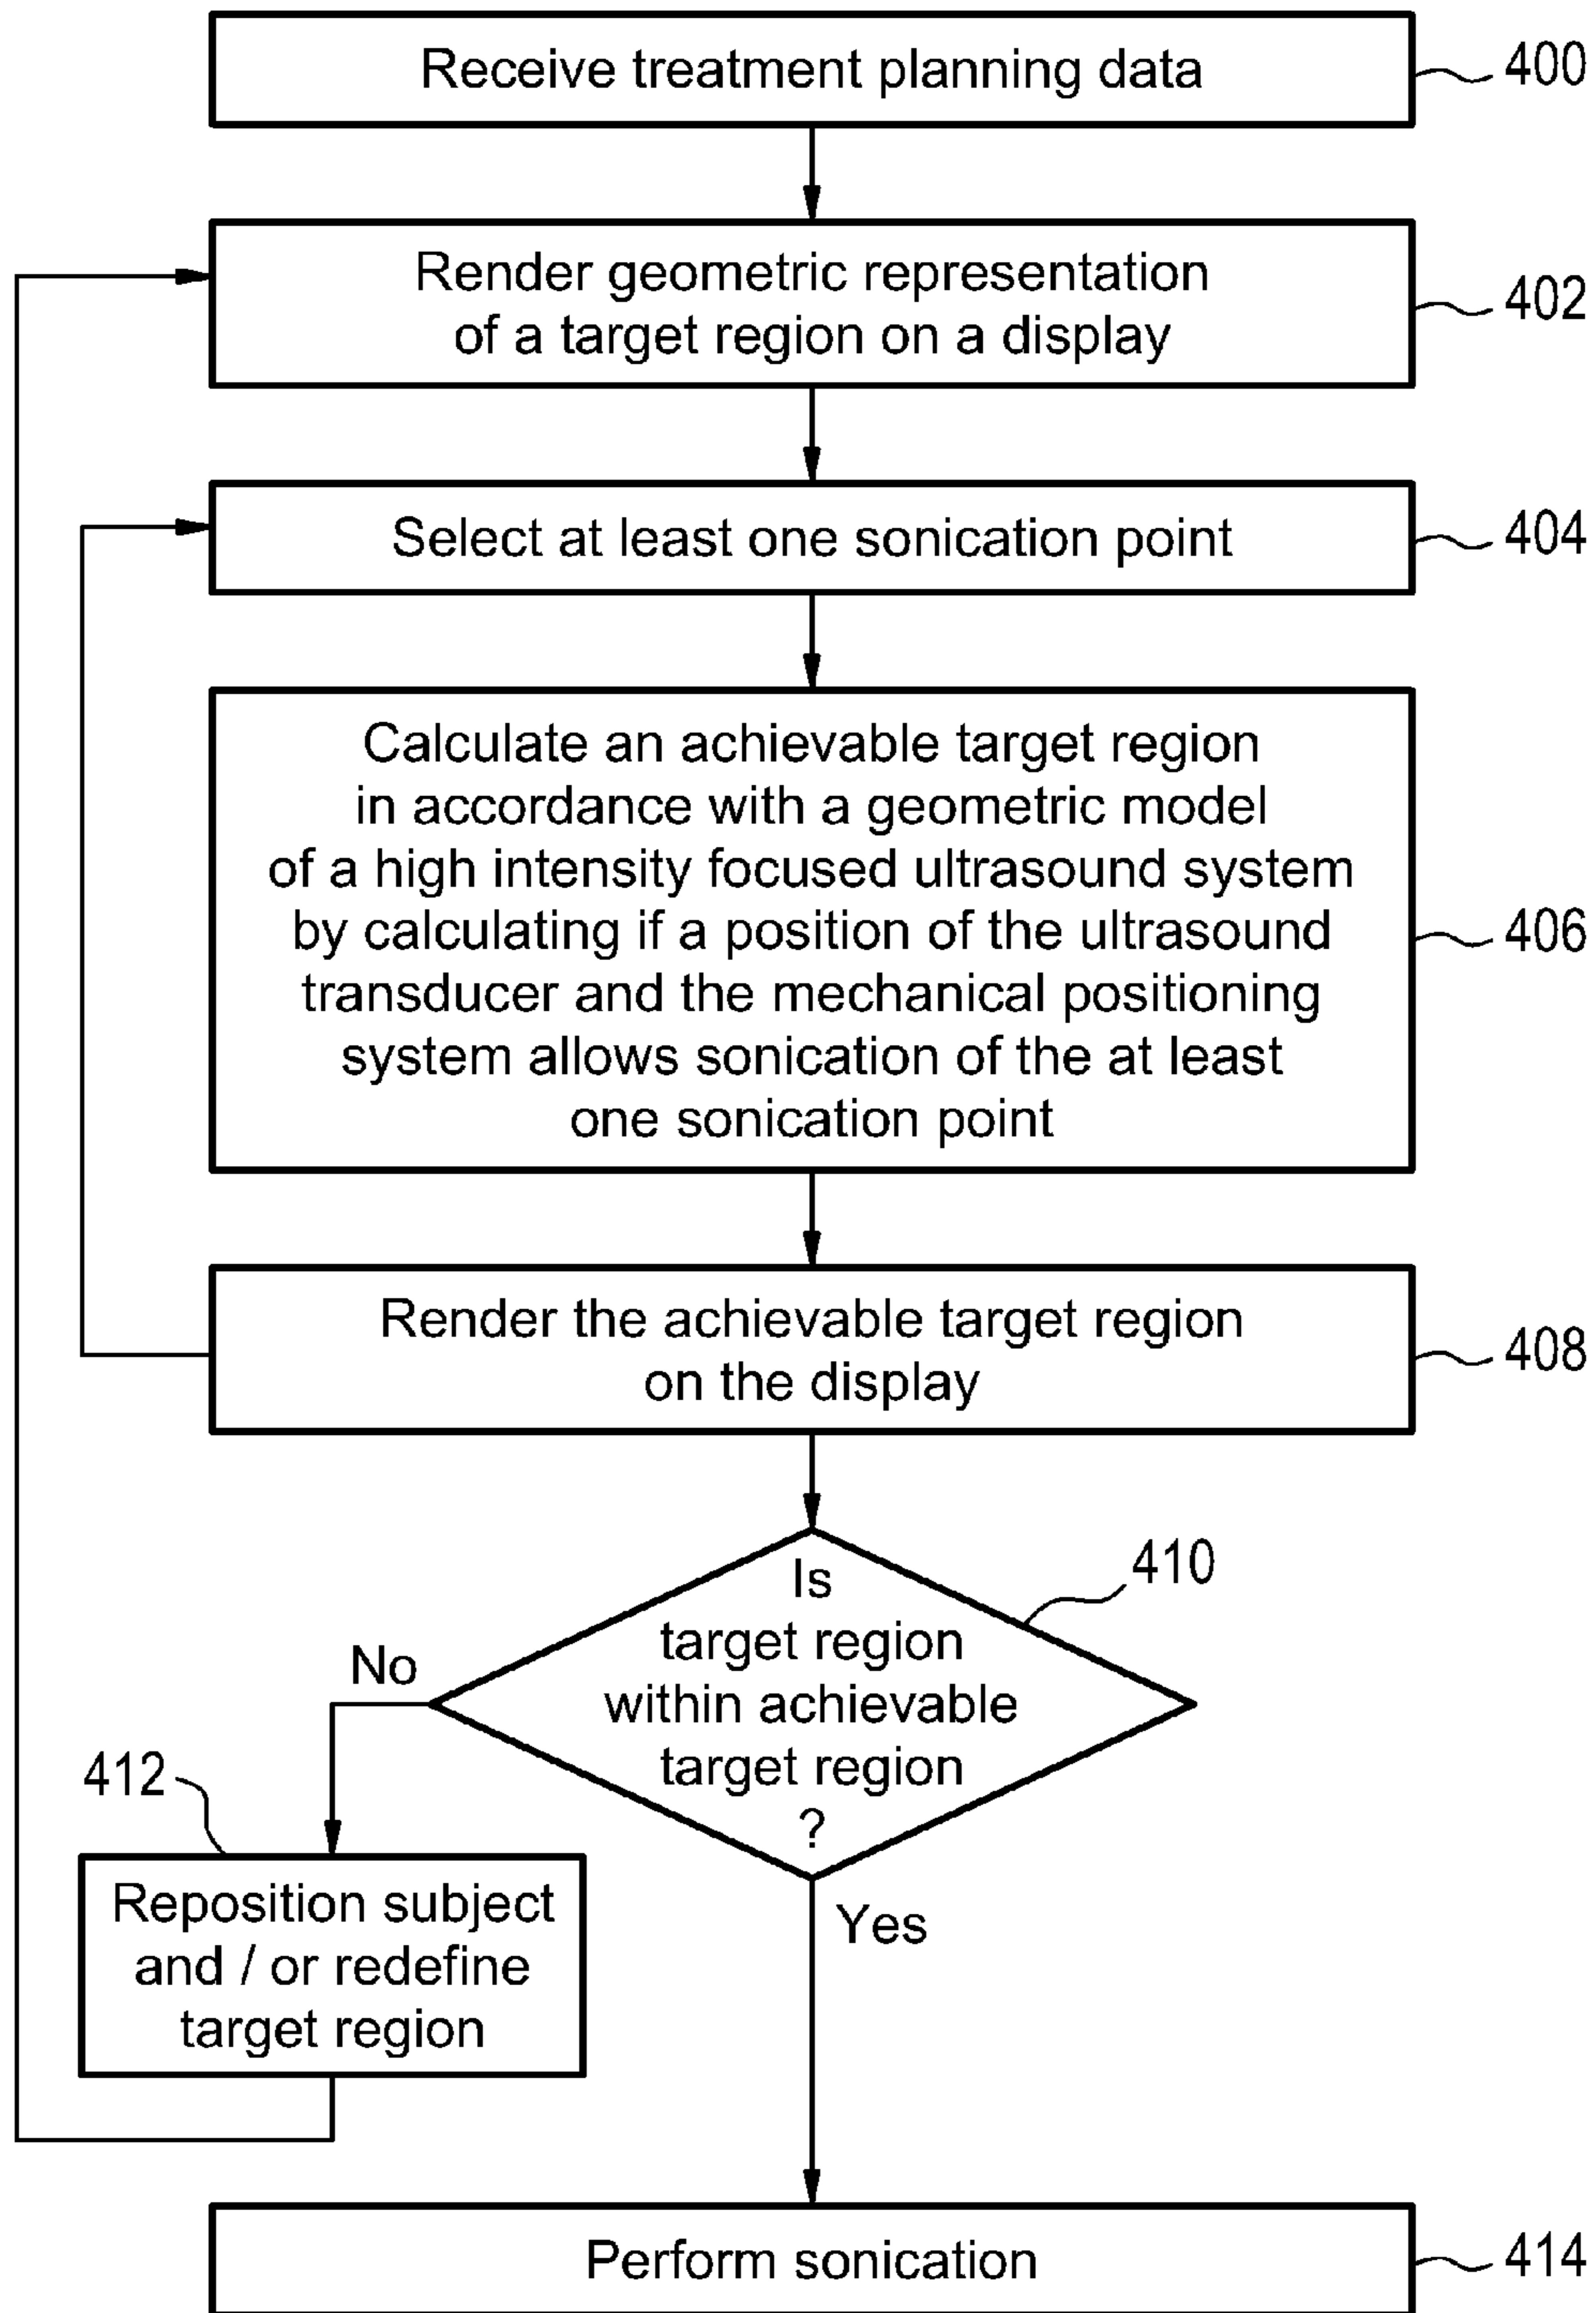 Receive treatment planning data
400
Render geometric representation
of a target region on a display
402
Select at least one sonication point
404
Calculate an achievable target region
in accordance with a geometric model
of a high intensity focused ultrasound system
by calculating if a position of the ultrasound
transducer and the mechanical positioning
system allows sonication of the at least
one sonication point
406
Render the achievable target region
on the display
408
Is
target region
within achievable
target region
?
410
No
412
Reposition subject
and / or redefine
target region
Yes
Perform sonication
414